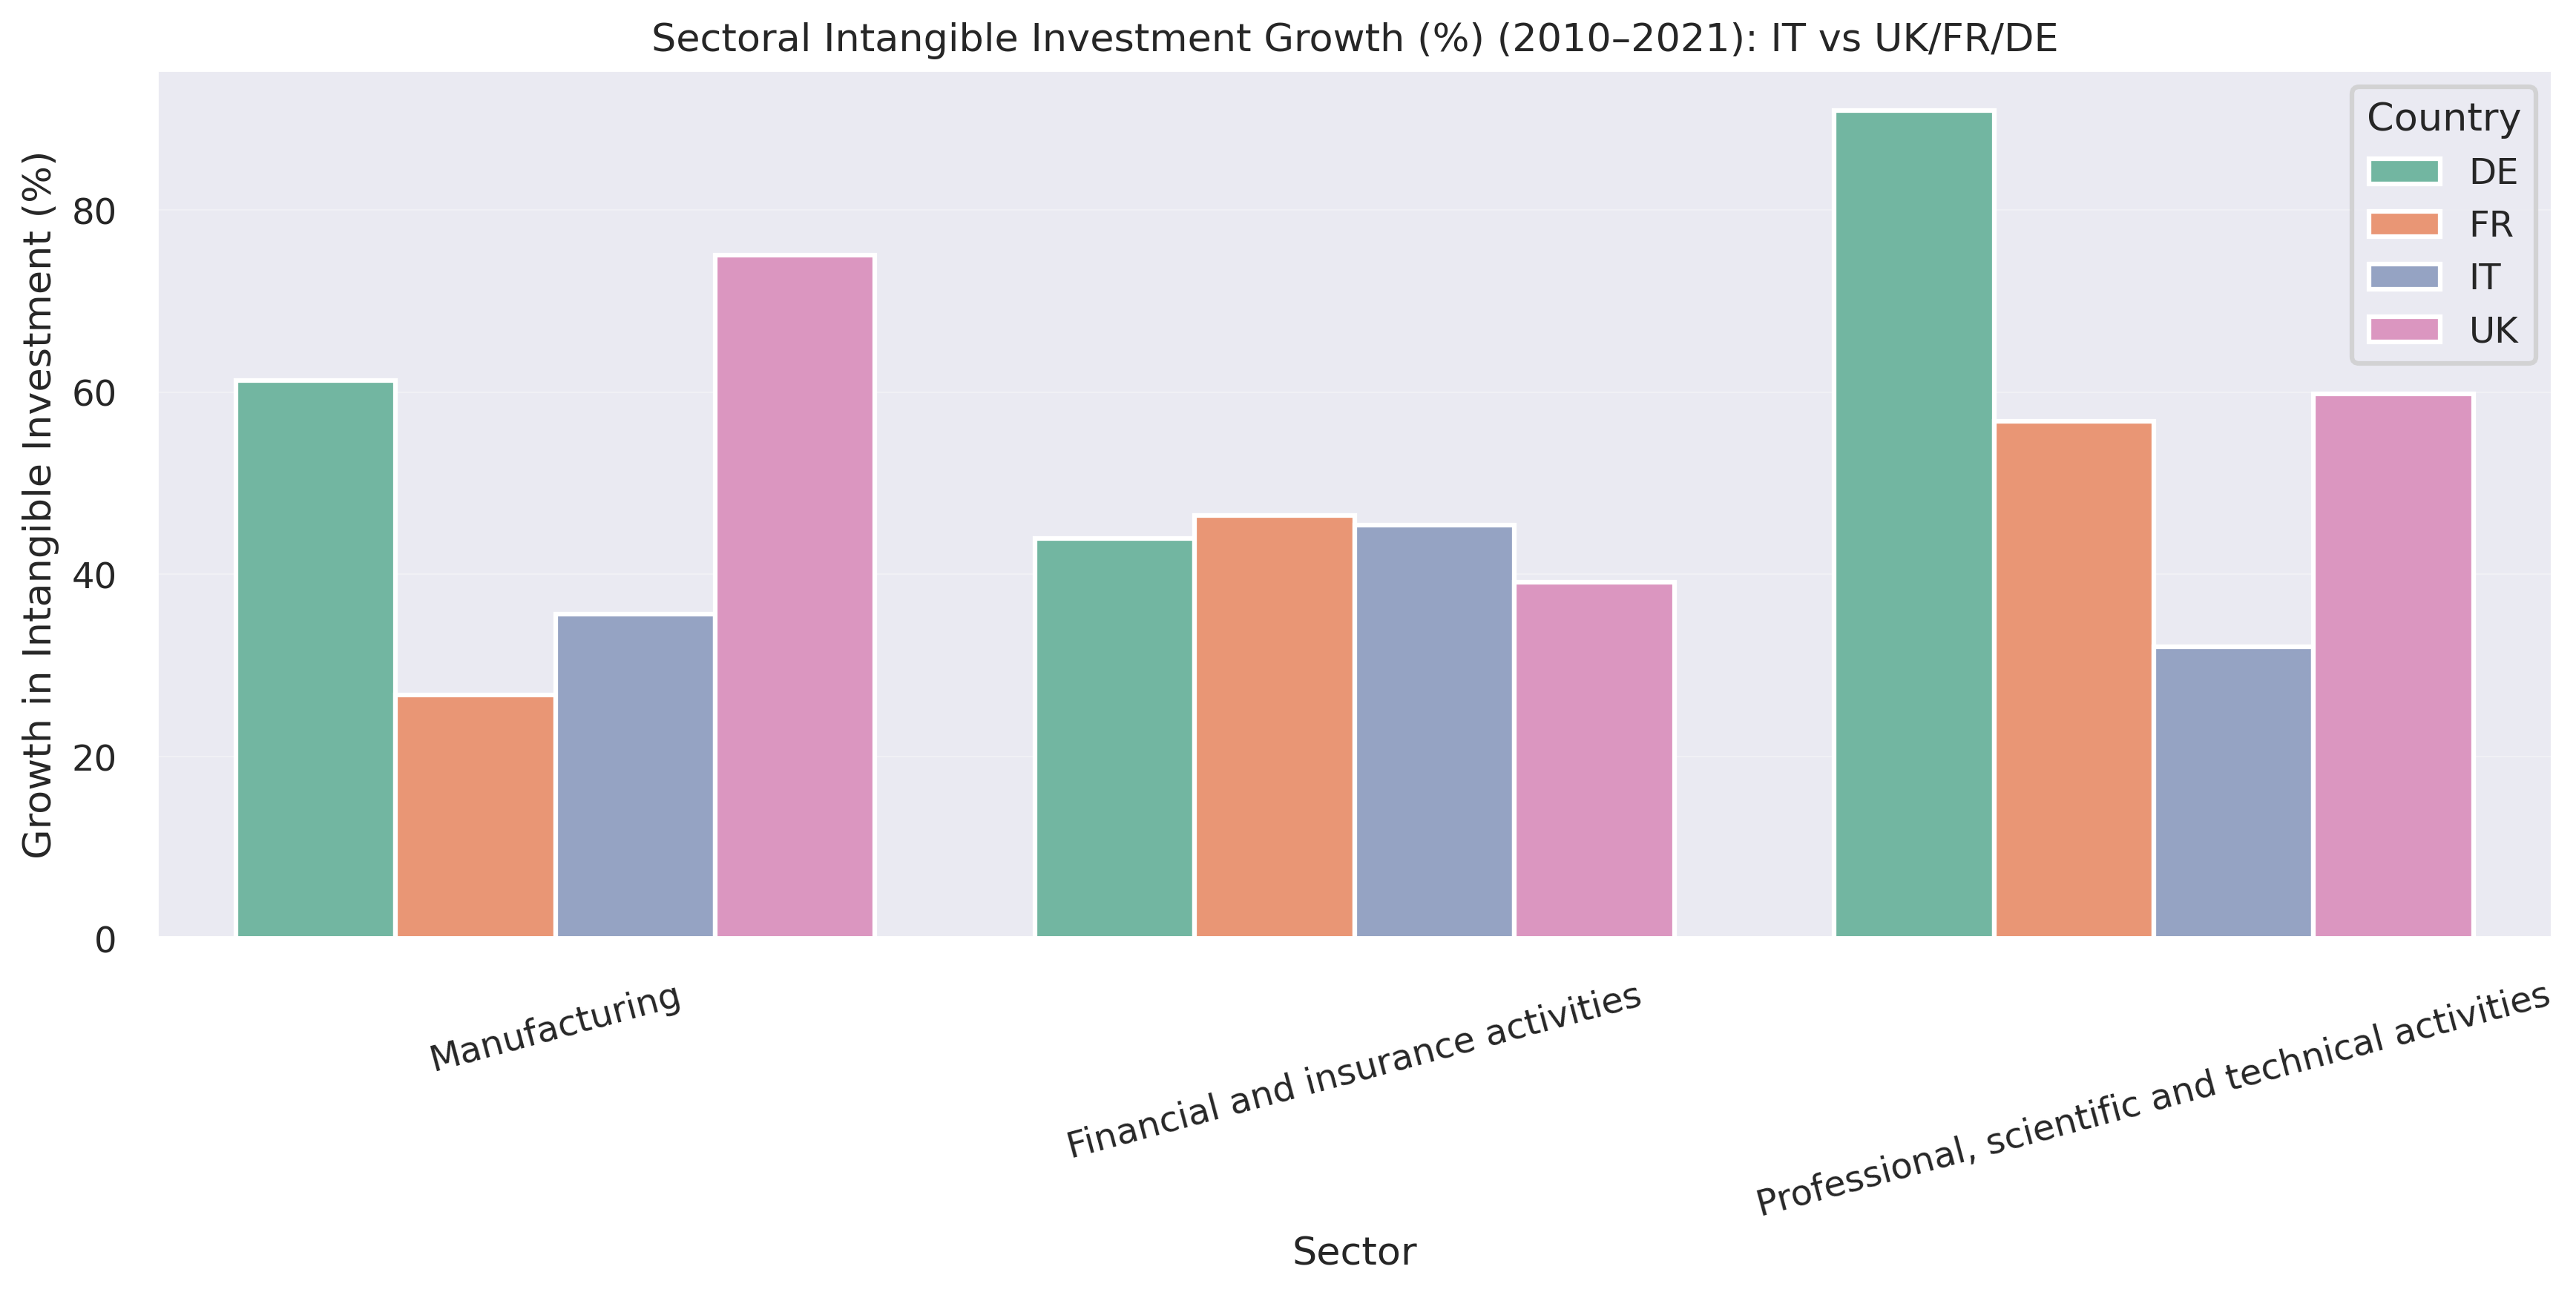 Sectoral Intangible Investment Growth (%) (2010–2021): IT vs UK/FR/DE
Growth in Intangible Investment (%)
80
60
40
20
0
Country
DE
FR
IT
UK
Manufacturing
Financial and insurance activities
Professional, scientific and technical activities
Sector